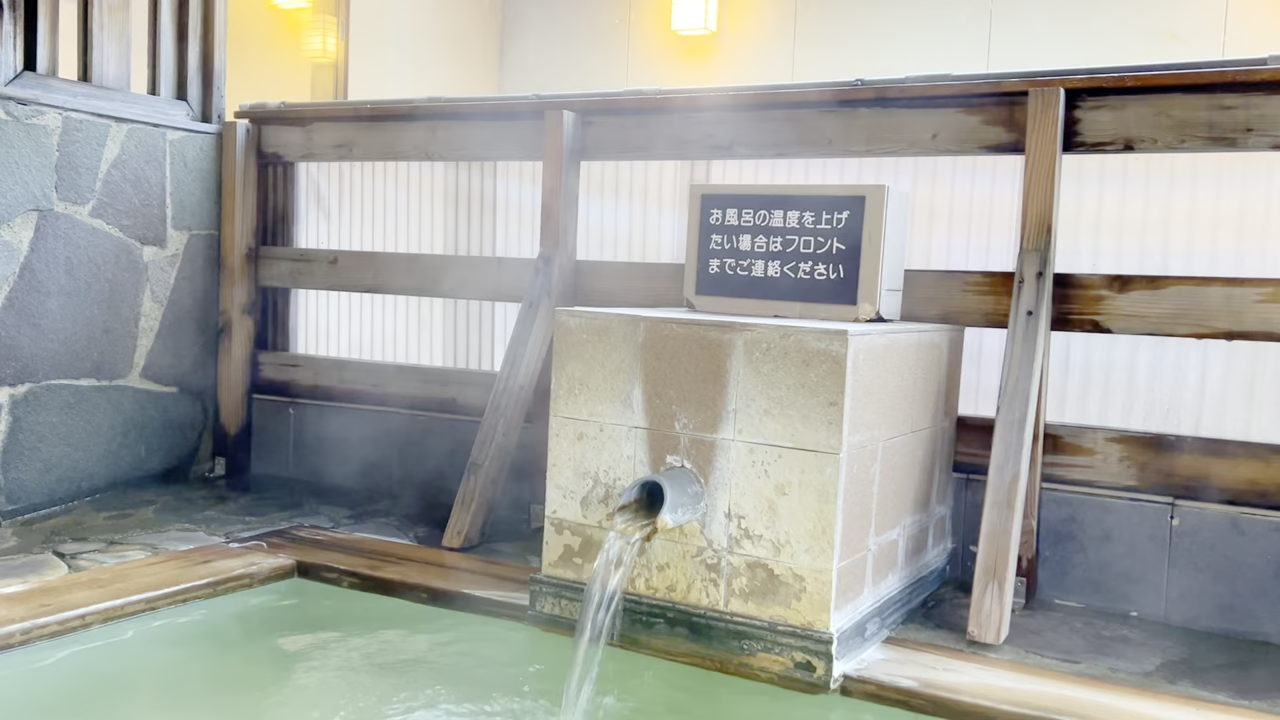 お風呂の温度を上げ
たい場合はフロント
までご連絡ください